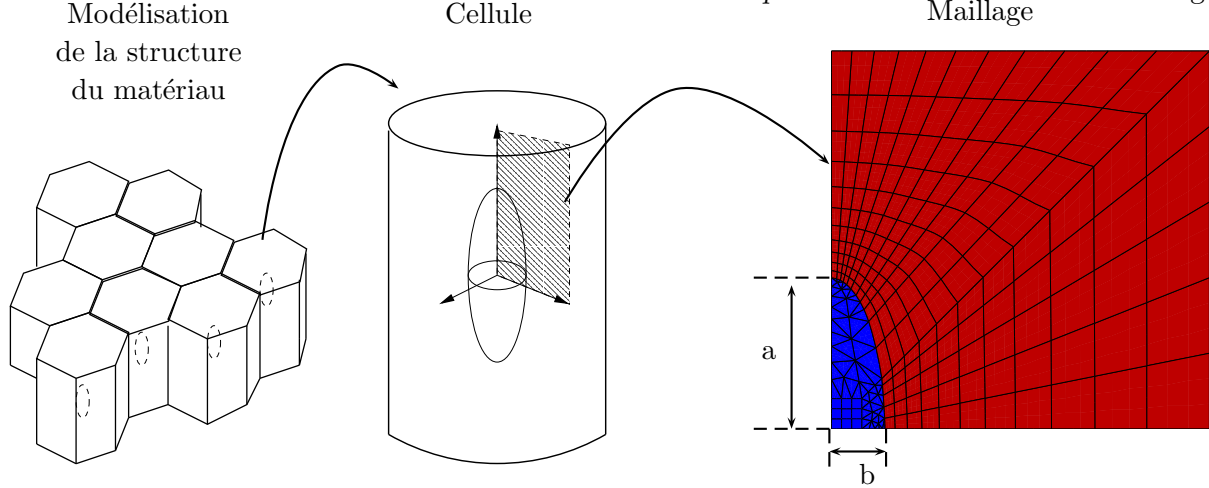 Modélisation
de la structure
du matériau
Cellule
Maillage
a
b